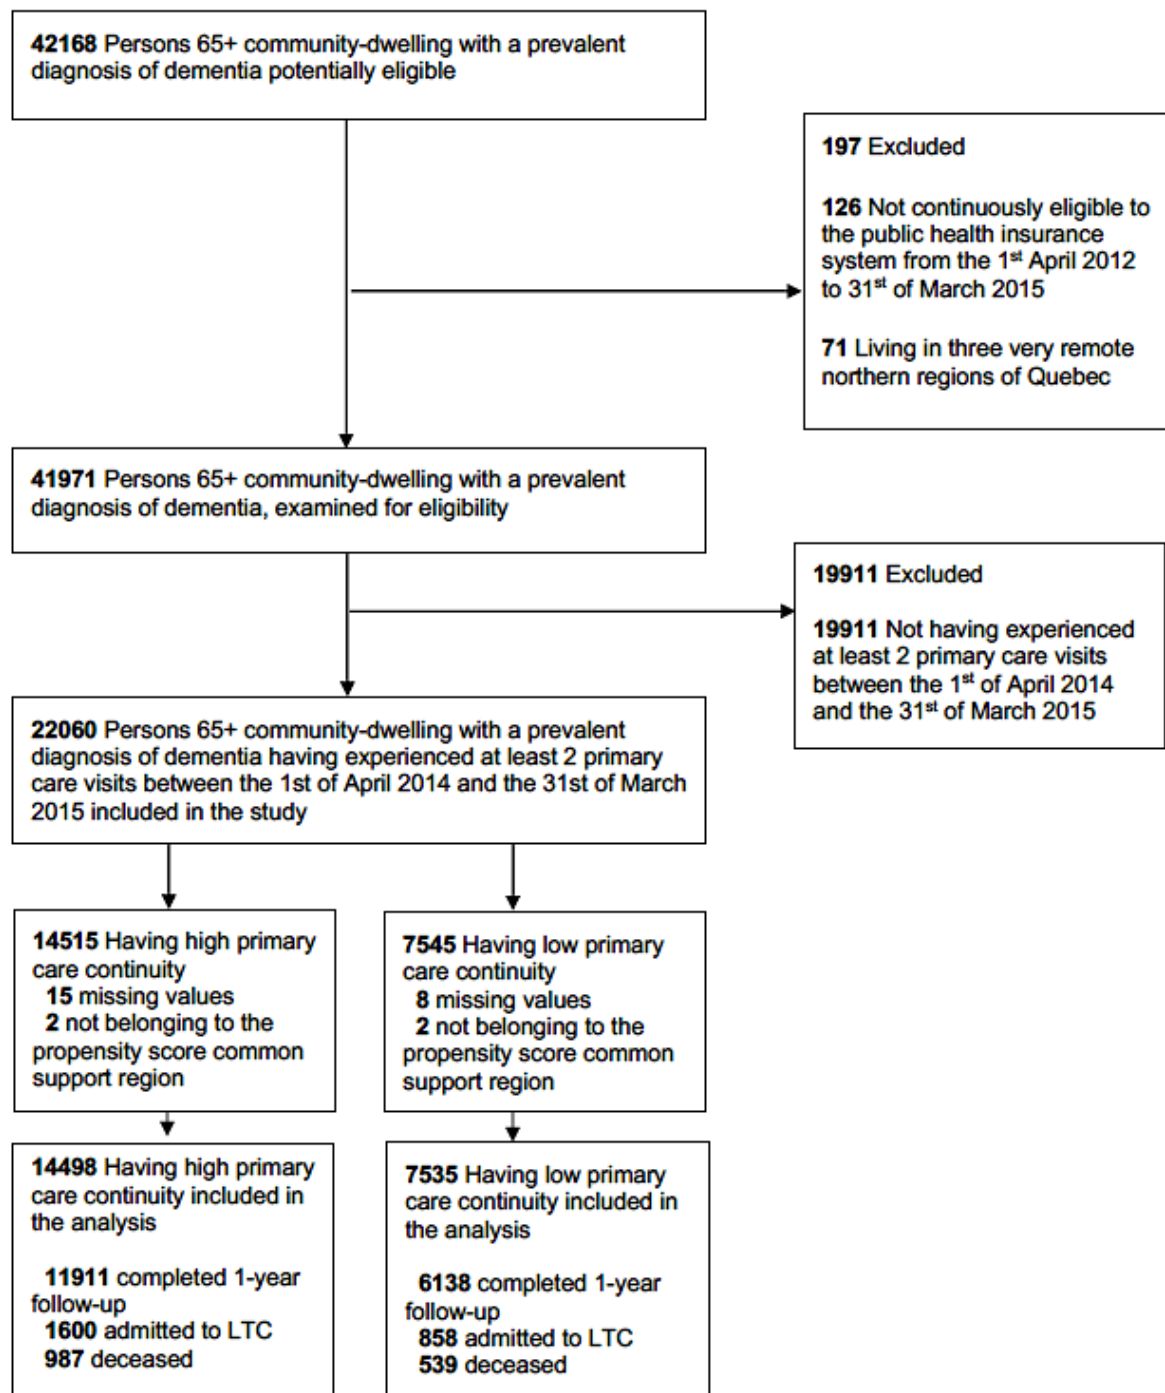 42168 Persons 65+ community-dwelling with a prevalent
diagnosis of dementia potentially eligible
197 Excluded
126 Not continuously eligible to
the public health insurance
system from the 1st April 2012
to 31st of March 2015
71 Living in three very remote
northern regions of Quebec
41971 Persons 65+ community-dwelling with a prevalent
diagnosis of dementia, examined for eligibility
19911 Excluded
19911 Not having experienced
at least 2 primary care visits
between the 1st of April 2014
and the 31st of March 2015
22060 Persons 65+ community-dwelling with a prevalent
diagnosis of dementia having experienced at least 2 primary
care visits between the 1st of April 2014 and the 31st of March
2015 included in the study
14515 Having high primary
care continuity
15 missing values
2 not belonging to the
propensity score common
support region
7545 Having low primary
care continuity
8 missing values
2 not belonging to the
propensity score common
support region
14498 Having high primary
care continuity included in
the analysis
11911 completed 1-year
follow-up
1600 admitted to LTC
987 deceased
7535 Having low primary
care continuity included in
the analysis
6138 completed 1-year
follow-up
858 admitted to LTC
539 deceased